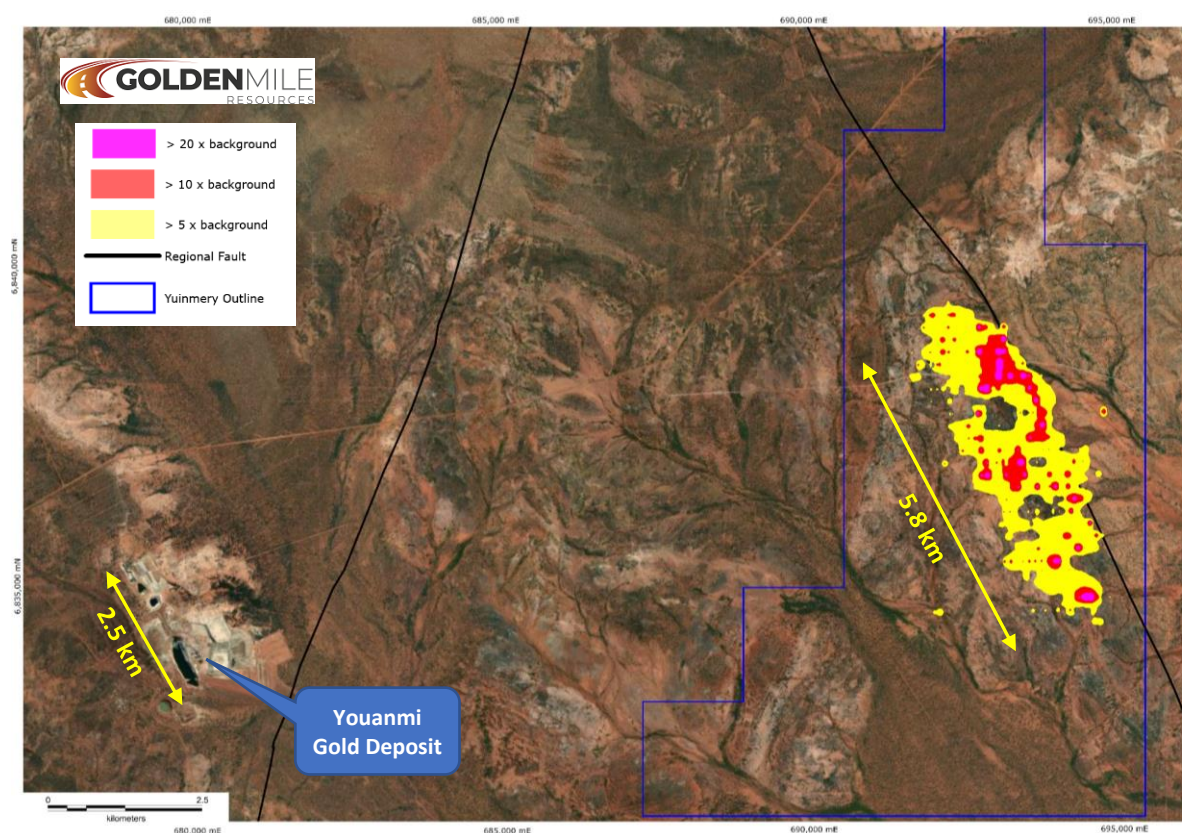 680,000 mE
685,000 mE
690,000 mE
695,000 mE
GOLDENMILE
RESOURCES
> 20 x background
> 10 x background
> 5 x background
Regional Fault
Yuinmery Outline
6,840,000 mN
6,835,000 mN
5.8 km
2.5 km
Youanmi
Gold Deposit
0 2.5
kilometers
680,000 mE
685,000 mE
690,000 mE
695,000 mE